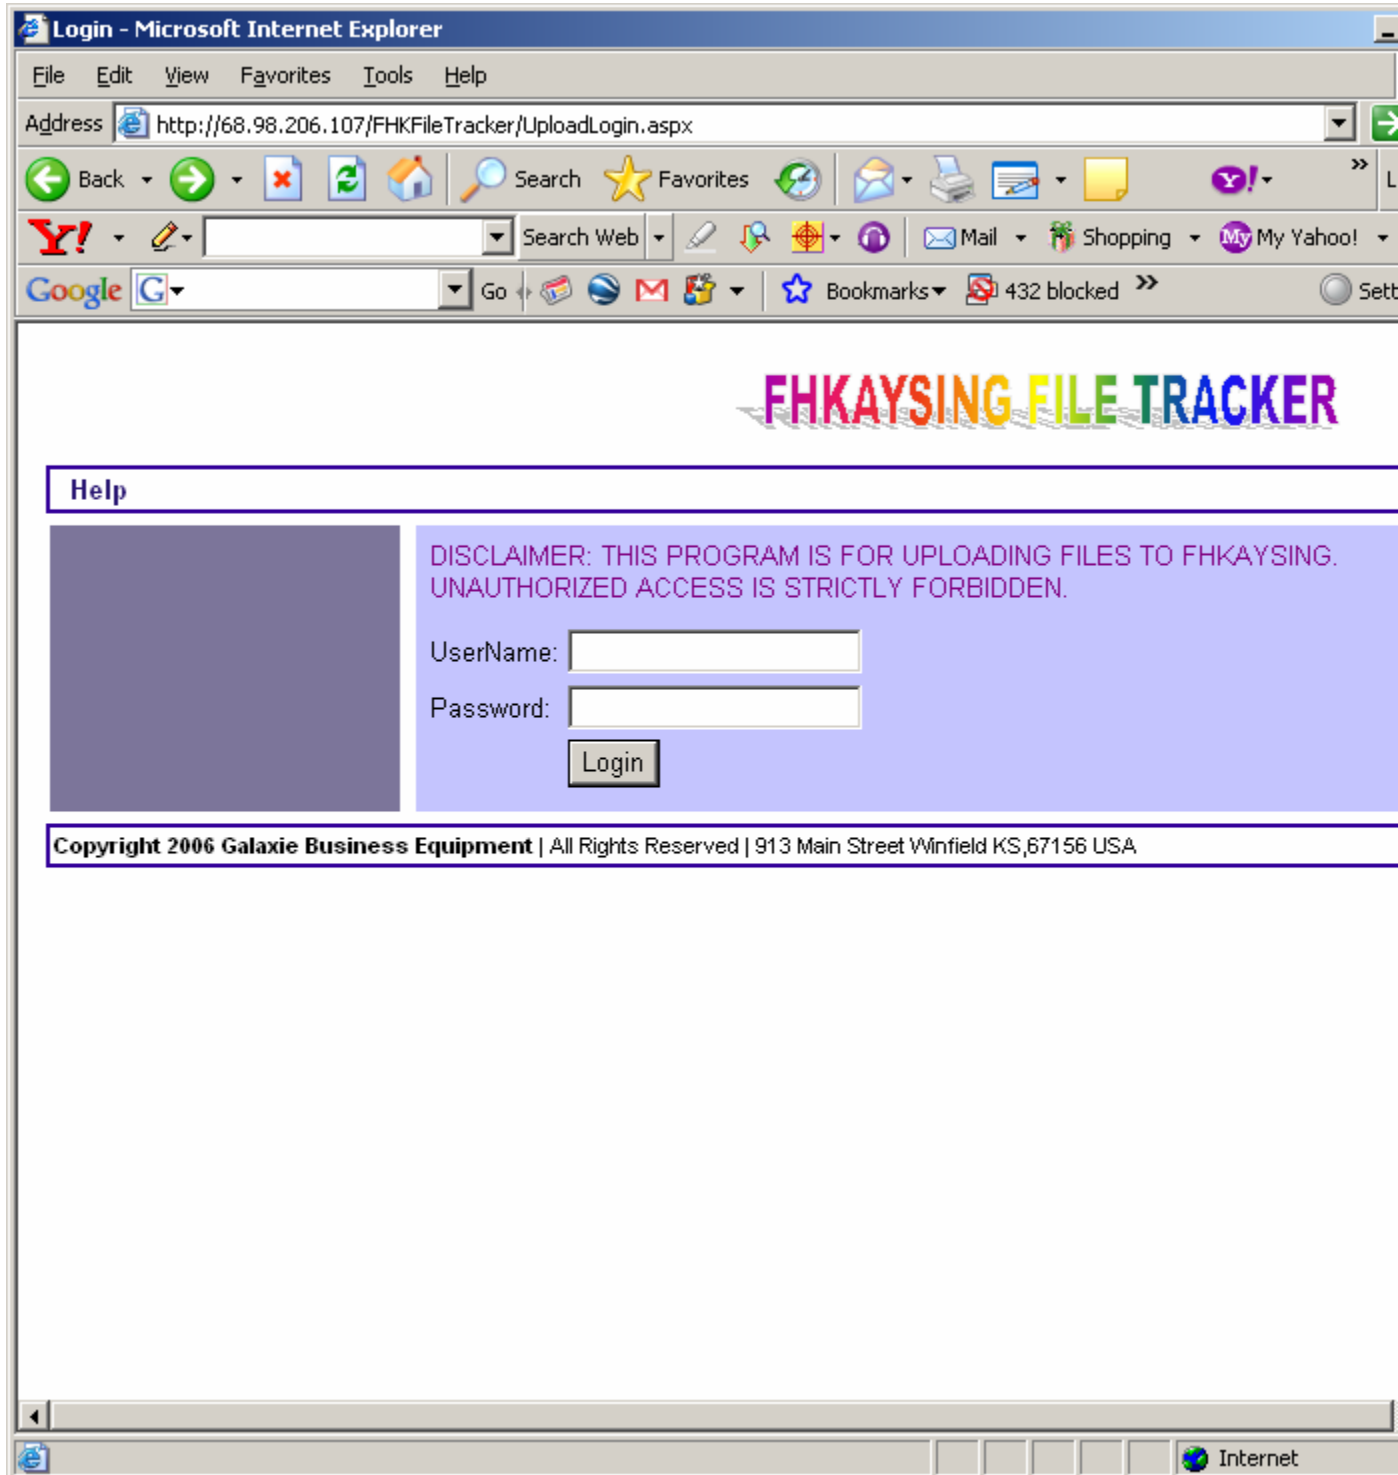 Login - Microsoft Internet Explorer
File Edit View Favorites Tools Help
Address http://68.98.206.107/FHKFileTracker/UploadLogin.aspx
Back Search Favorites Y! » L
Y! Search Web Mail Shopping My My Yahoo!
Google G Go Bookmarks 432 blocked » Sett
FHKAYSING FILE TRACKER
Help
DISCLAIMER: THIS PROGRAM IS FOR UPLOADING FILES TO FHKAYSING.
UNAUTHORIZED ACCESS IS STRICTLY FORBIDDEN.
UserName:
Password:
Login
Copyright 2006 Galaxie Business Equipment | All Rights Reserved | 913 Main Street Winfield KS,67156 USA
Internet